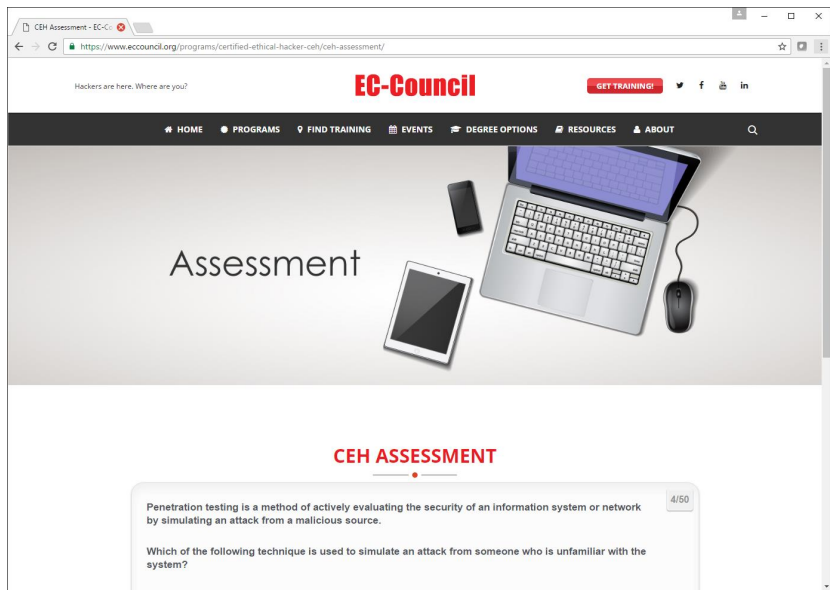 CEH Assessment - EC-Co
https://www.eccouncil.org/programs/certified-ethical-hacker-ceh/ceh-assessment/
Hackers are here. Where are you?
EC-Council
GET TRAINING!
HOME PROGRAMS FIND TRAINING EVENTS DEGREE OPTIONS RESOURCES ABOUT
Assessment
CEH ASSESSMENT
4/50
Penetration testing is a method of actively evaluating the security of an information system or network
by simulating an attack from a malicious source.
Which of the following technique is used to simulate an attack from someone who is unfamiliar with the
system?